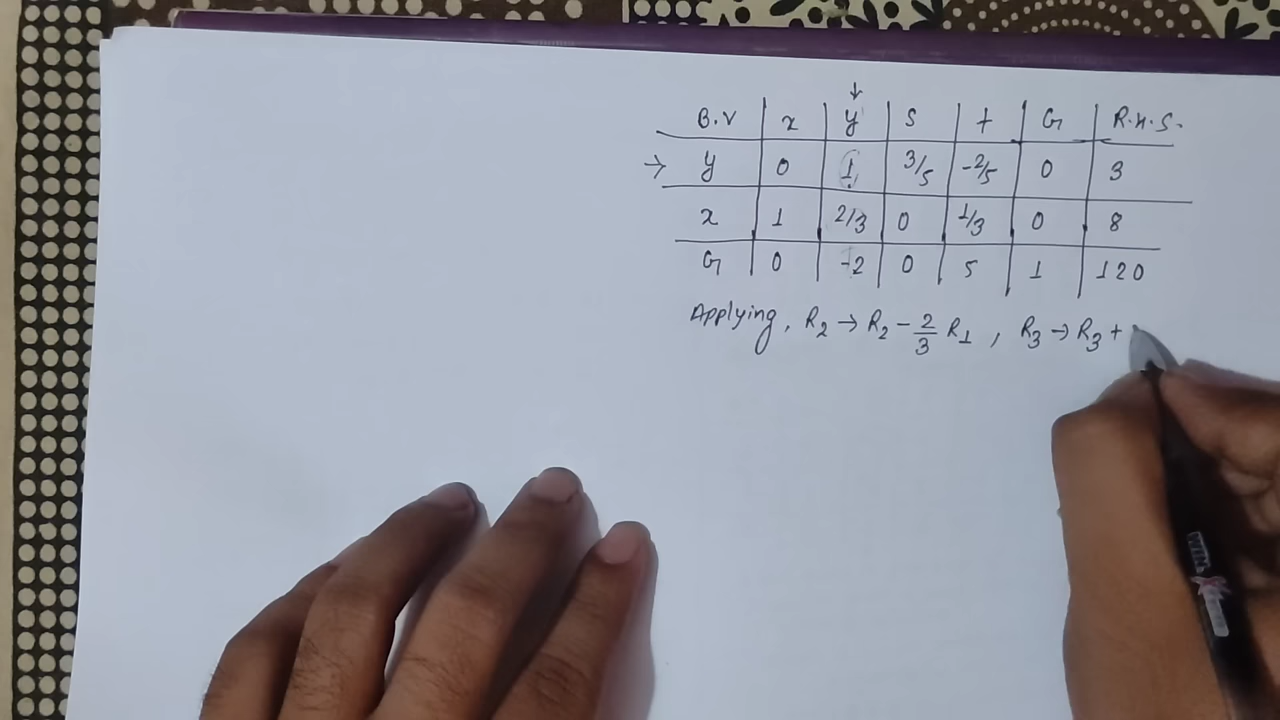 B.V x y s t G R.H.S.
y 0 1 3/5 -2/5 0 3
x 1 2/3 0 1/3 0 8
G 0 -2 0 5 1 120
Applying, R2 → R2 - 2/3 R1, R3 → R3 +